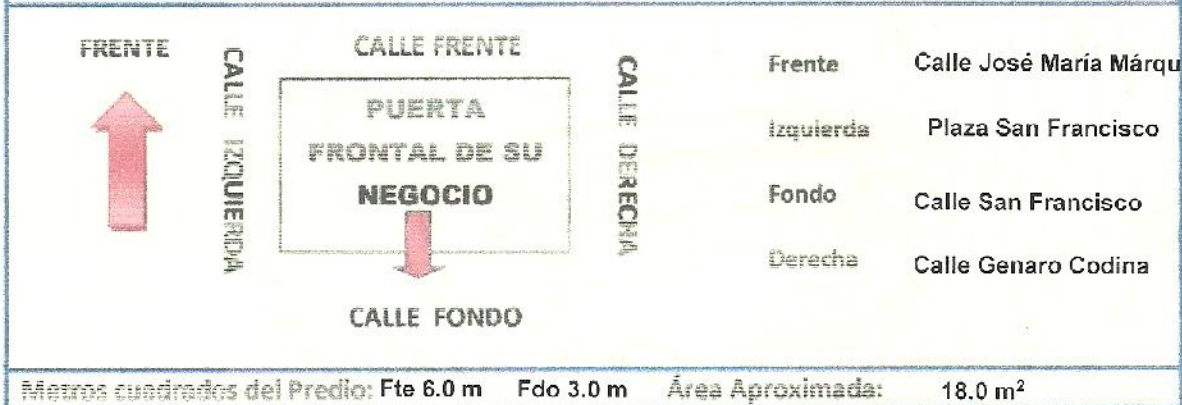 FRENTE
CALLE IZQUIERDA
CALLE FRENTE
PUERTA
FRONTAL DE SU
NEGOCIO
CALLE FONDO
CALLE DERECHA
Frente Calle José María Márqu
Izquierda Plaza San Francisco
Fondo Calle San Francisco
Derecha Calle Genaro Codina
Metros cuadrados del Predio: Fte 6.0 m Fdo 3.0 m Área Aproximada: 18.0 m²